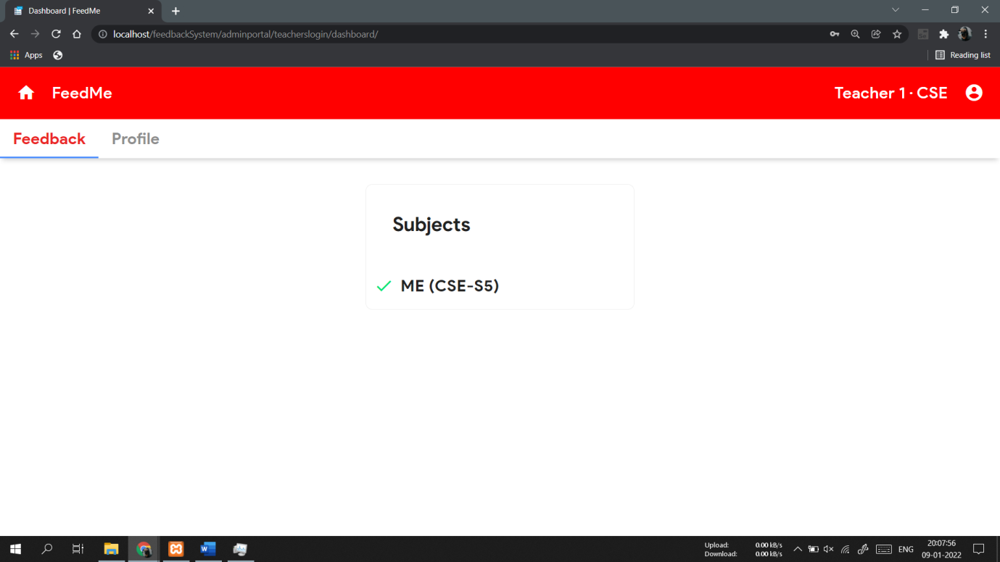 Dashboard | FeedMe
localhost/feedbackSystem/adminportal/teacherslogin/dashboard/
Apps
Reading list
FeedMe
Teacher 1 · CSE
Feedback Profile
Subjects
ME (CSE-S5)
Upload: 0.00 kB/s
Download: 0.00 kB/s
ENG
20:07:56
09-01-2022